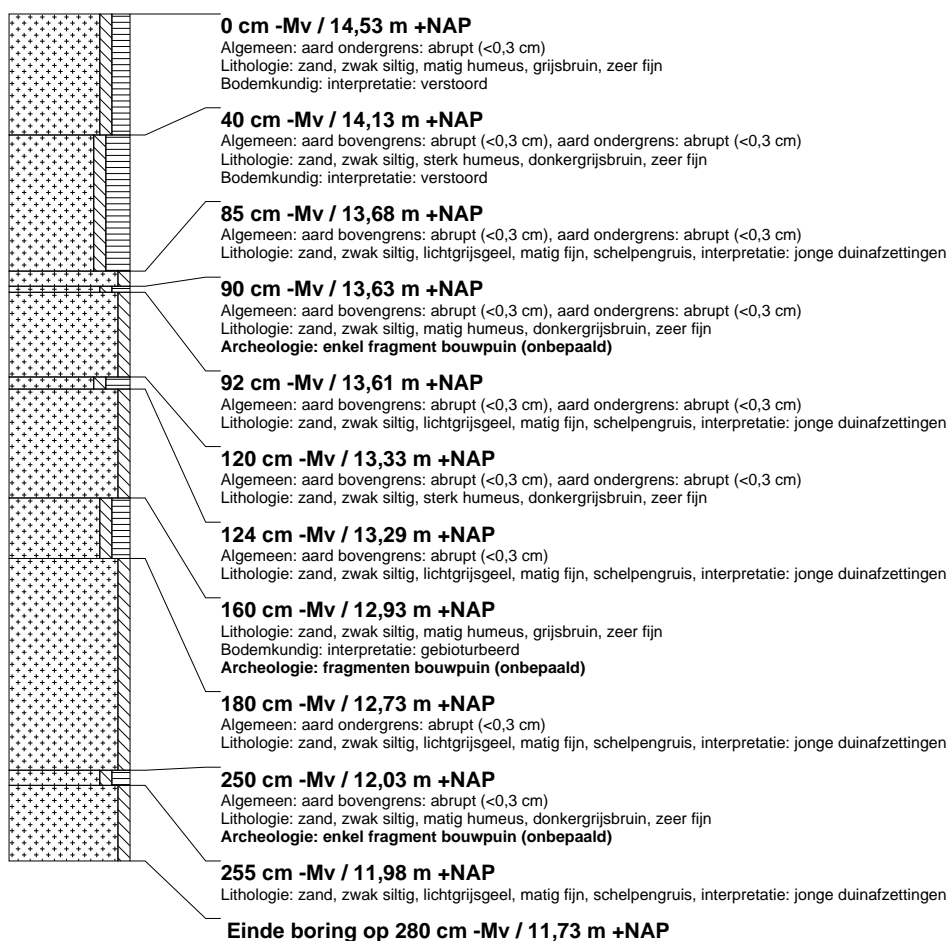 0 cm -Mv / 14,53 m +NAP
Algemeen: aard ondergrens: abrupt (<0,3 cm)
Lithologie: zand, zwak siltig, matig humeus, grijsbruin, zeer fijn
Bodemkundig: interpretatie: verstoord
40 cm -Mv / 14,13 m +NAP
Algemeen: aard bovengrens: abrupt (<0,3 cm), aard ondergrens: abrupt (<0,3 cm)
Lithologie: zand, zwak siltig, sterk humeus, donkergrijsbruin, zeer fijn
Bodemkundig: interpretatie: verstoord
85 cm -Mv / 13,68 m +NAP
Algemeen: aard bovengrens: abrupt (<0,3 cm), aard ondergrens: abrupt (<0,3 cm)
Lithologie: zand, zwak siltig, lichtgrijsgeel, matig fijn, schelpengruis, interpretatie: jonge duinafzettingen
90 cm -Mv / 13,63 m +NAP
Algemeen: aard bovengrens: abrupt (<0,3 cm), aard ondergrens: abrupt (<0,3 cm)
Lithologie: zand, zwak siltig, matig humeus, donkergrijsbruin, zeer fijn
Archeologie: enkel fragment bouwpuin (onbepaald)
92 cm -Mv / 13,61 m +NAP
Algemeen: aard bovengrens: abrupt (<0,3 cm), aard ondergrens: abrupt (<0,3 cm)
Lithologie: zand, zwak siltig, lichtgrijsgeel, matig fijn, schelpengruis, interpretatie: jonge duinafzettingen
120 cm -Mv / 13,33 m +NAP
Algemeen: aard bovengrens: abrupt (<0,3 cm), aard ondergrens: abrupt (<0,3 cm)
Lithologie: zand, zwak siltig, sterk humeus, donkergrijsbruin, zeer fijn
124 cm -Mv / 13,29 m +NAP
Algemeen: aard bovengrens: abrupt (<0,3 cm)
Lithologie: zand, zwak siltig, lichtgrijsgeel, matig fijn, schelpengruis, interpretatie: jonge duinafzettingen
160 cm -Mv / 12,93 m +NAP
Lithologie: zand, zwak siltig, matig humeus, grijsbruin, zeer fijn
Bodemkundig: interpretatie: gebioturbeerd
Archeologie: fragmenten bouwpuin (onbepaald)
180 cm -Mv / 12,73 m +NAP
Algemeen: aard ondergrens: abrupt (<0,3 cm)
Lithologie: zand, zwak siltig, lichtgrijsgeel, matig fijn, schelpengruis, interpretatie: jonge duinafzettingen
250 cm -Mv / 12,03 m +NAP
Algemeen: aard bovengrens: abrupt (<0,3 cm)
Lithologie: zand, zwak siltig, matig humeus, donkergrijsbruin, zeer fijn
Archeologie: enkel fragment bouwpuin (onbepaald)
255 cm -Mv / 11,98 m +NAP
Lithologie: zand, zwak siltig, lichtgrijsgeel, matig fijn, schelpengruis, interpretatie: jonge duinafzettingen
Einde boring op 280 cm -Mv / 11,73 m +NAP